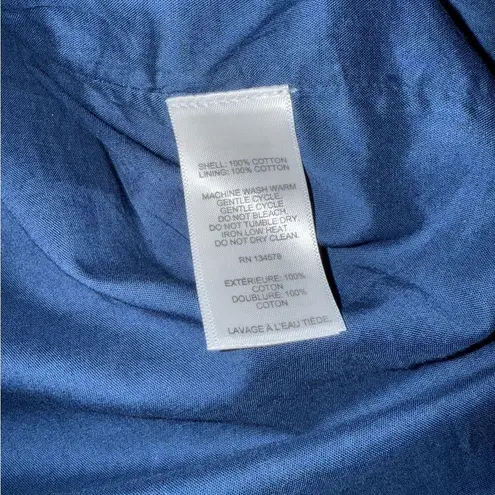 SHELL: 100% COTTON
LINING: 100% COTTON
MACHINE WASH WARM
GENTLE CYCLE.
GENTLE CYCLE
DO NOT BLEACH.
DO NOT TUMBLE DRY.
IRON LOW HEAT
DO NOT DRY CLEAN.
RN 134579
EXTÉRIEURE: 100%
COTON
DOUBLURE: 100%
COTON
LAVAGE À L'EAU TIÈDE.